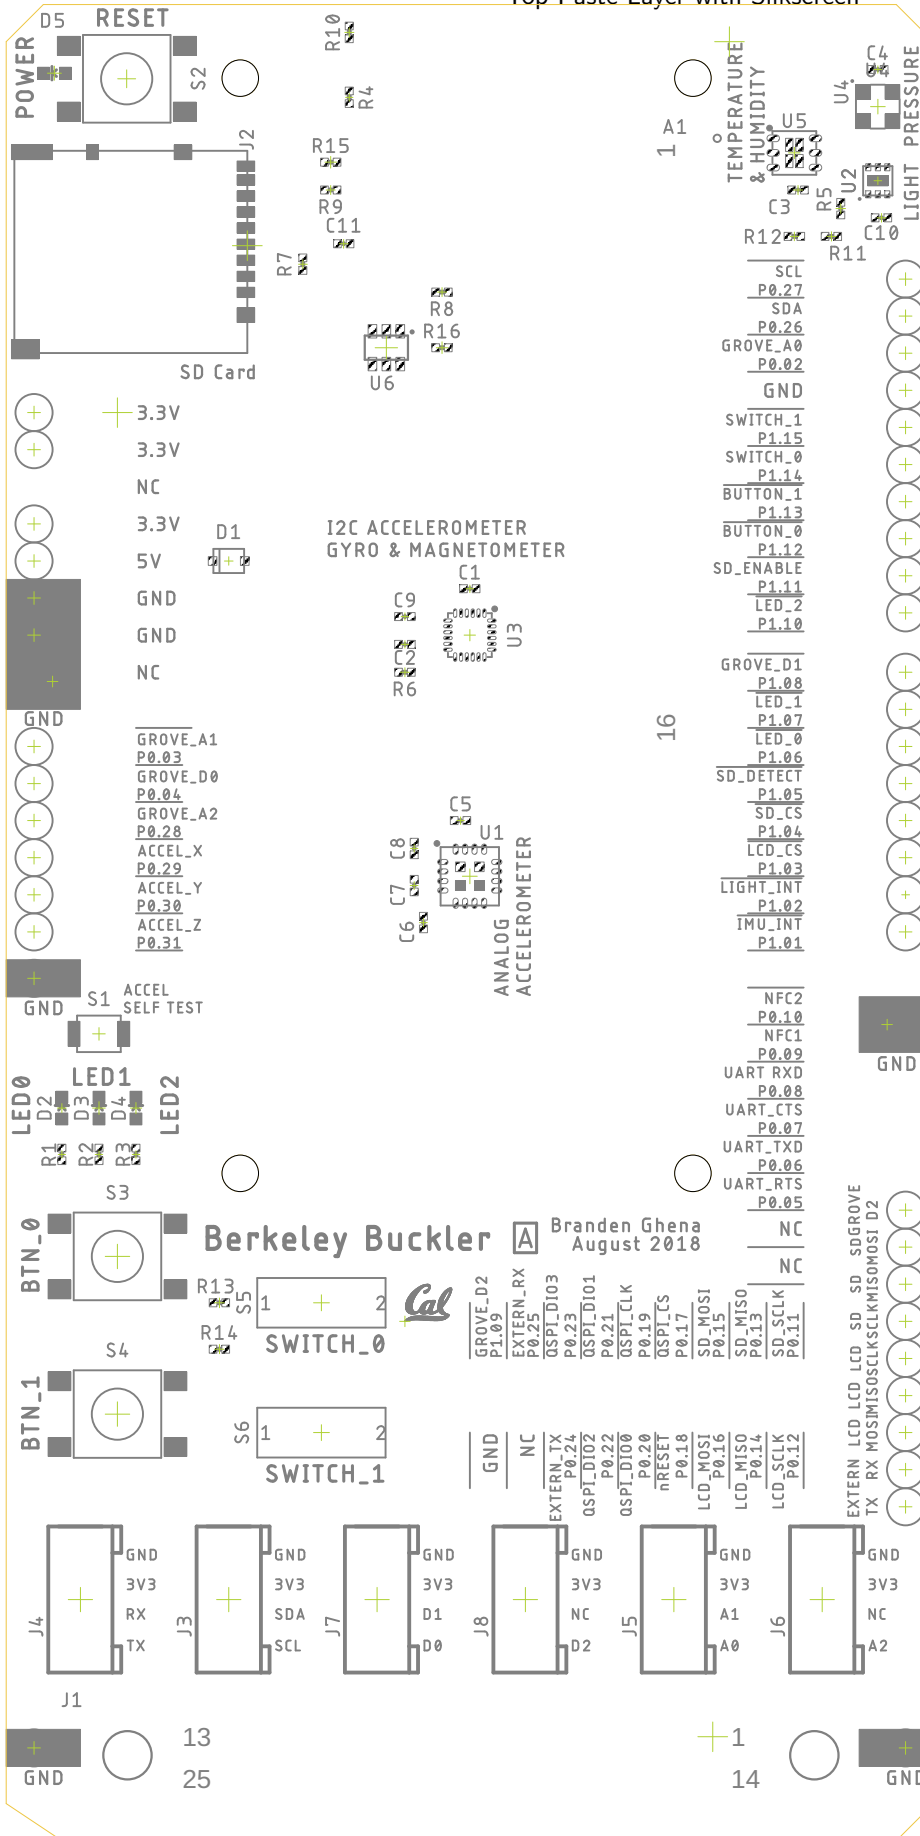 Top Paste Layer with Silkscreen
D5
RESET
POWER
S2
R10
R4
J2
R15
R9
C11
R7
R8
R16
U6
SD Card
A1
1
TEMPERATURE
& HUMIDITY
U5
C3
U4
C4
PRESSURE
U2
LIGHT
R5
C10
R12
R11
SCL
P0.27
SDA
P0.26
GROVE_A0
P0.02
GND
SWITCH_1
P1.15
SWITCH_0
P1.14
BUTTON_1
P1.13
BUTTON_0
P1.12
SD_ENABLE
P1.11
LED_2
P1.10
GROVE_D1
P1.08
LED_1
P1.07
LED_0
P1.06
SD_DETECT
P1.05
SD_CS
P1.04
LCD_CS
P1.03
LIGHT_INT
P1.02
IMU_INT
P1.01
NFC2
P0.10
NFC1
P0.09
UART RXD
P0.08
UART_CTS
P0.07
UART_TXD
P0.06
UART_RTS
P0.05
NC
NC
3.3V
3.3V
NC
3.3V
5V
GND
GND
NC
D1
GND
GROVE_A1
P0.03
GROVE_D0
P0.04
GROVE_A2
P0.28
ACCEL_X
P0.29
ACCEL_Y
P0.30
ACCEL_Z
P0.31
I2C ACCELEROMETER
GYRO & MAGNETOMETER
C1
C9
C2
R6
U3
16
C5
U1
C8
C7
C6
ANALOG
ACCELEROMETER
GND
S1
ACCEL
SELF TEST
GND
LED0
LED1
LED2
D2
D3
D4
R1
R2
R3
S3
BTN_0
S4
BTN_1
Berkeley Buckler
A
Branden Ghena
August 2018
R13
S5
1
2
SWITCH_0
R14
Cal
S6
1
2
SWITCH_1
GROVE_D2
P1.09
EXTERN_RX
P0.25
QSPI_DIO3
P0.23
QSPI_DIO1
P0.21
QSPI_CLK
P0.19
QSPI_CS
P0.17
SD_MOSI
P0.15
SD_MISO
P0.13
SD_SCLK
P0.11
GND
NC
EXTERN_TX
P0.24
QSPI_DIO2
P0.22
QSPI_DIO0
P0.20
nRESET
P0.18
LCD_MOSI
P0.16
LCD_MISO
P0.14
LCD_SCLK
P0.12
EXTERN LCD LCD LCD SD SD SDGROVE
TX RX MOSIMISOSCLKSCLKMISOMOSI D2
J4
GND
3V3
RX
TX
J3
GND
3V3
SDA
SCL
J7
GND
3V3
D1
D0
J8
GND
3V3
NC
D2
J5
GND
3V3
A1
A0
J6
GND
3V3
NC
A2
J1
GND
13
25
1
14
GND